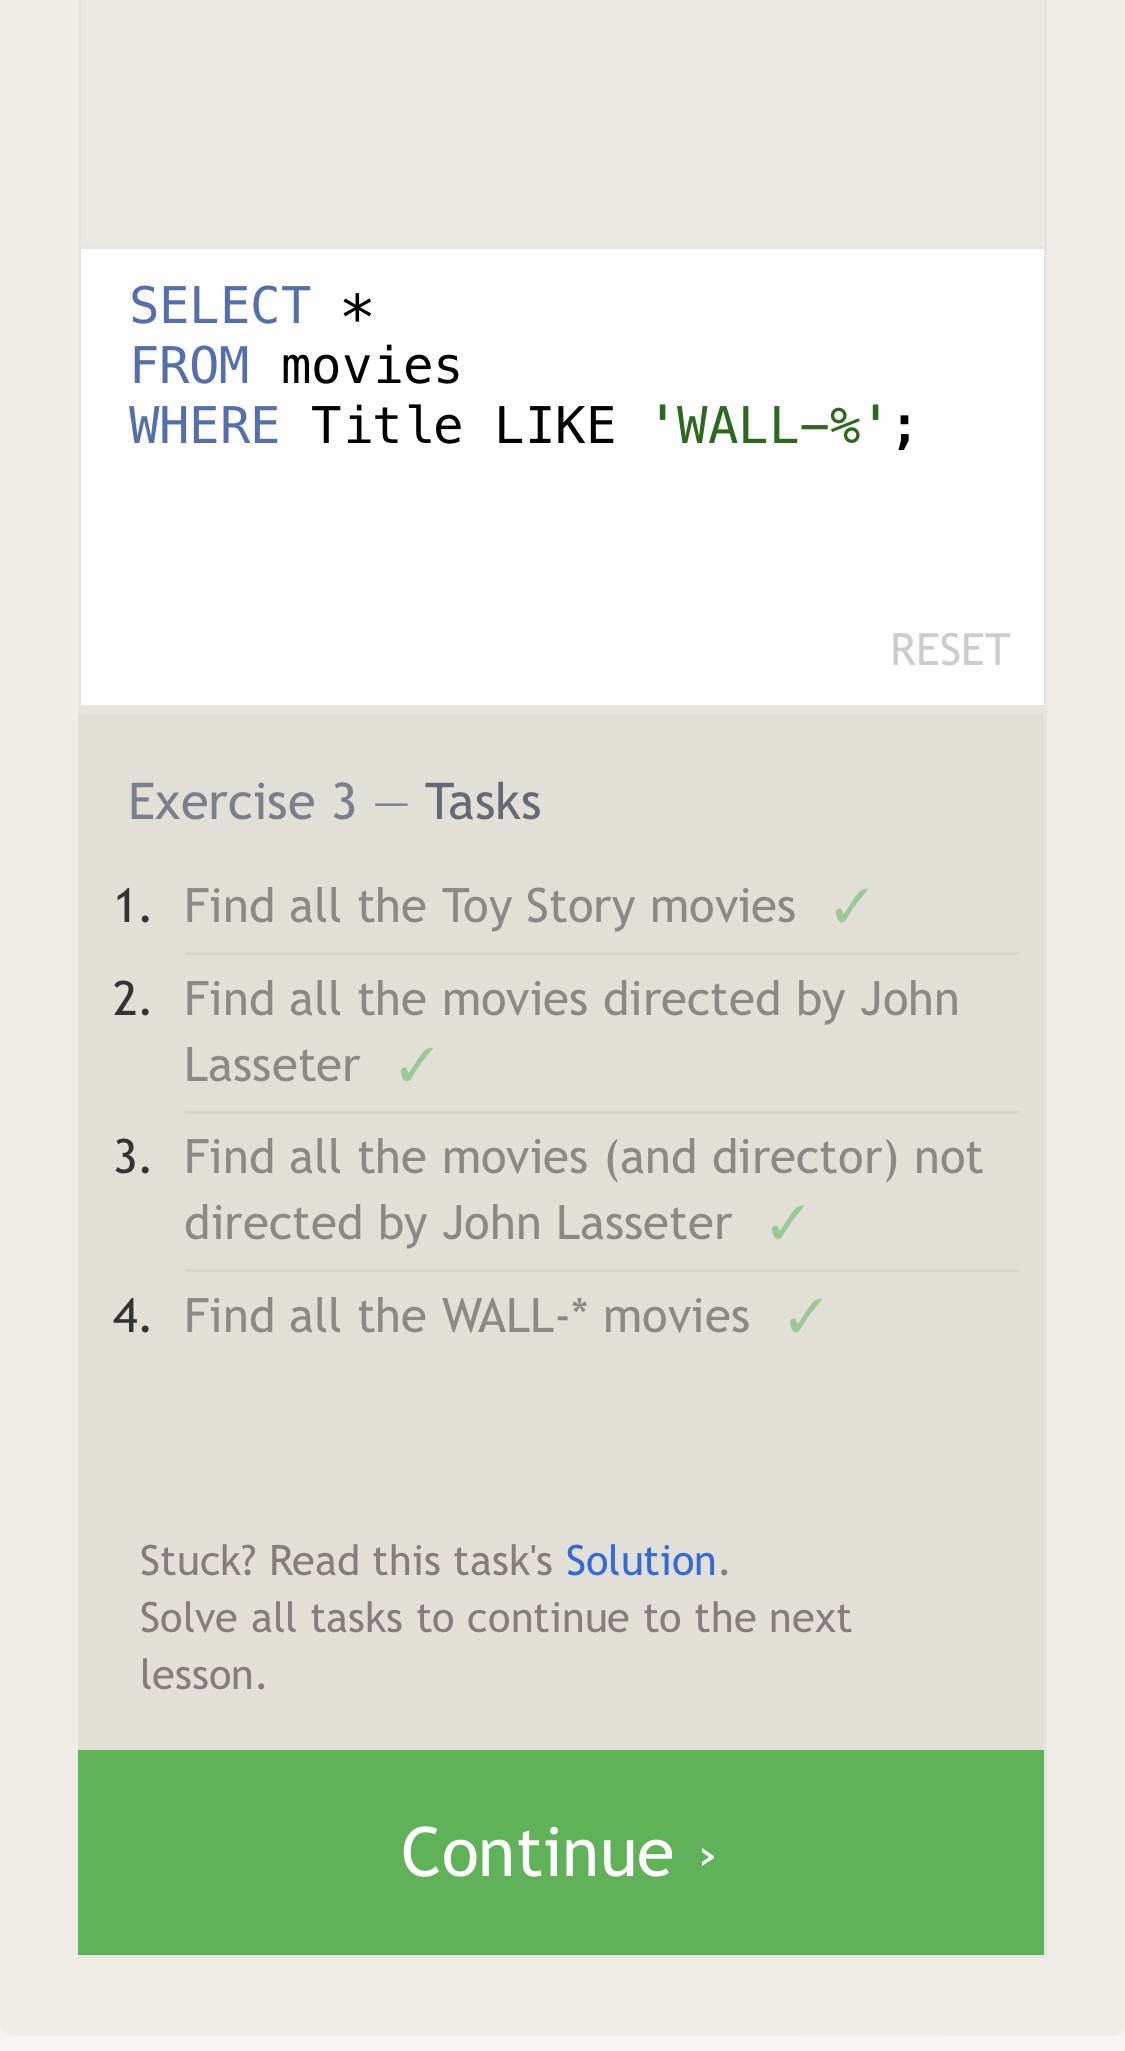 SELECT *
FROM movies
WHERE Title LIKE 'WALL-%';
RESET
Exercise 3 — Tasks
1. Find all the Toy Story movies ✓
2. Find all the movies directed by John
Lasseter ✓
3. Find all the movies (and director) not
directed by John Lasseter ✓
4. Find all the WALL-* movies ✓
Stuck? Read this task's Solution.
Solve all tasks to continue to the next
lesson.
Continue ›